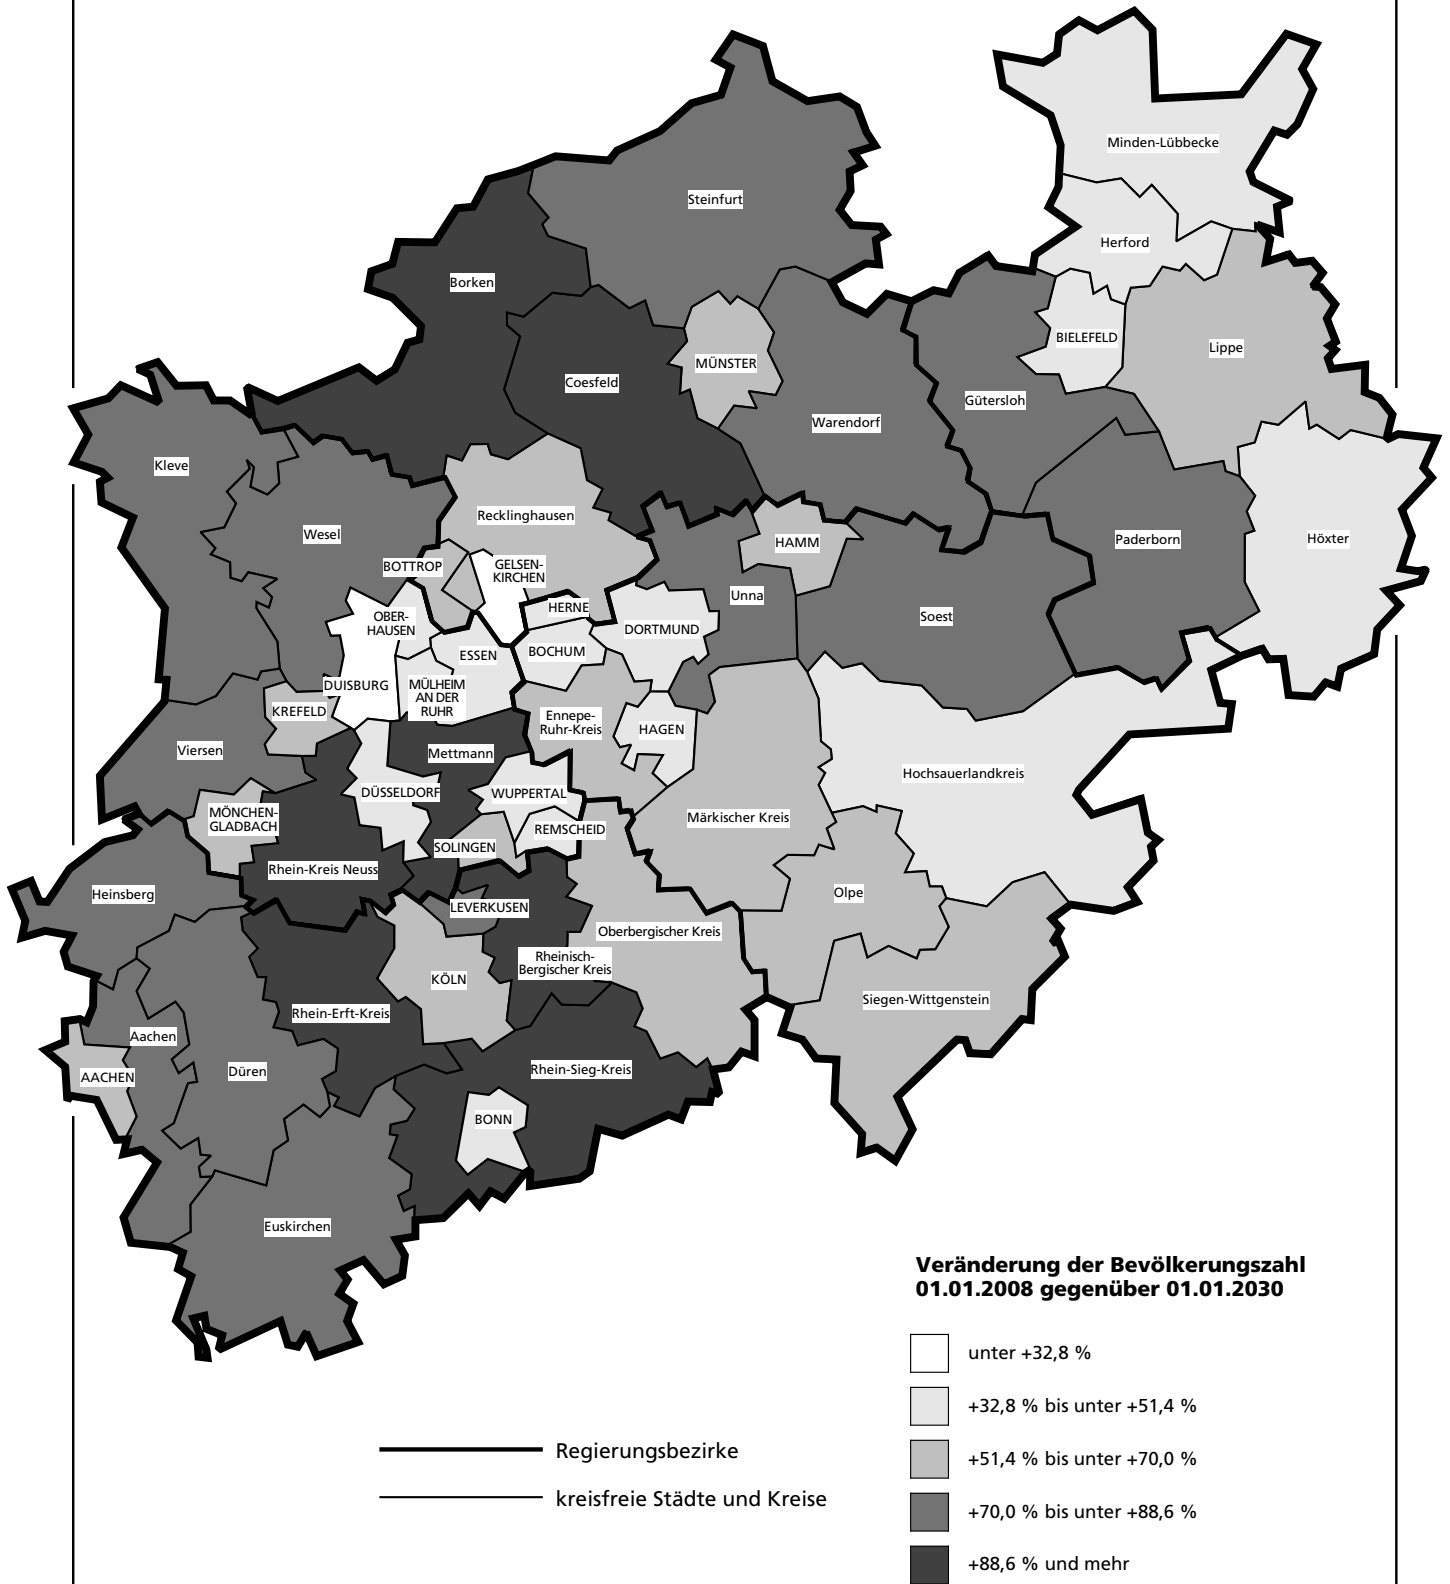 Minden-Lübbecke
Steinfurt
Herford
Borken
BIELEFELD
Lippe
MÜNSTER
Coesfeld
Gütersloh
Warendorf
Kleve
Recklinghausen
Wesel
HAMM
Paderborn
Höxter
BOTTROP
GELSEN-
KIRCHEN
Unna
HERNE
Soest
OBER-
HAUSEN
DORTMUND
ESSEN
BOCHUM
DUISBURG
MÜLHEIM
AN DER
RUHR
KREFELD
Ennepe-
Ruhr-Kreis
HAGEN
Viersen
Mettmann
Hochsauerlandkreis
DÜSSELDORF
WUPPERTAL
MÖNCHEN-
GLADBACH
Märkischer Kreis
REMSCHEID
SOLINGEN
Rhein-Kreis Neuss
Heinsberg
Olpe
LEVERKUSEN
Oberbergischer Kreis
Rheinisch-
Bergischer Kreis
KÖLN
Siegen-Wittgenstein
Rhein-Erft-Kreis
Aachen
Düren
Rhein-Sieg-Kreis
AACHEN
BONN
Euskirchen
Veränderung der Bevölkerungszahl
01.01.2008 gegenüber 01.01.2030
unter +32,8 %
+32,8 % bis unter +51,4 %
+51,4 % bis unter +70,0 %
+70,0 % bis unter +88,6 %
+88,6 % und mehr
Regierungsbezirke
kreisfreie Städte und Kreise